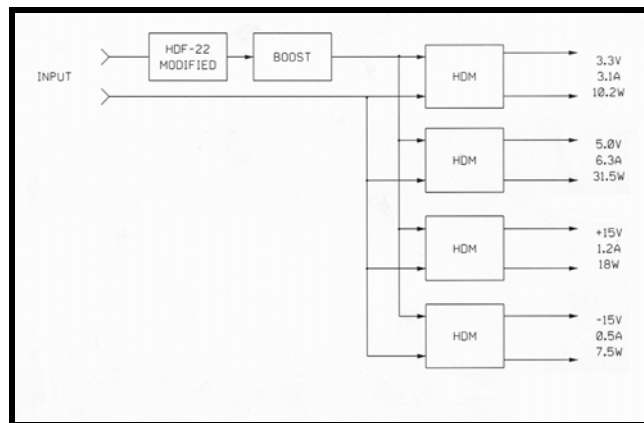 HDF-22
MODIFIED
BOOST
INPUT
HDM
3.3V
3.1A
10.2W
HDM
5.0V
6.3A
31.5W
HDM
+15V
1.2A
18W
HDM
-15V
0.5A
7.5W